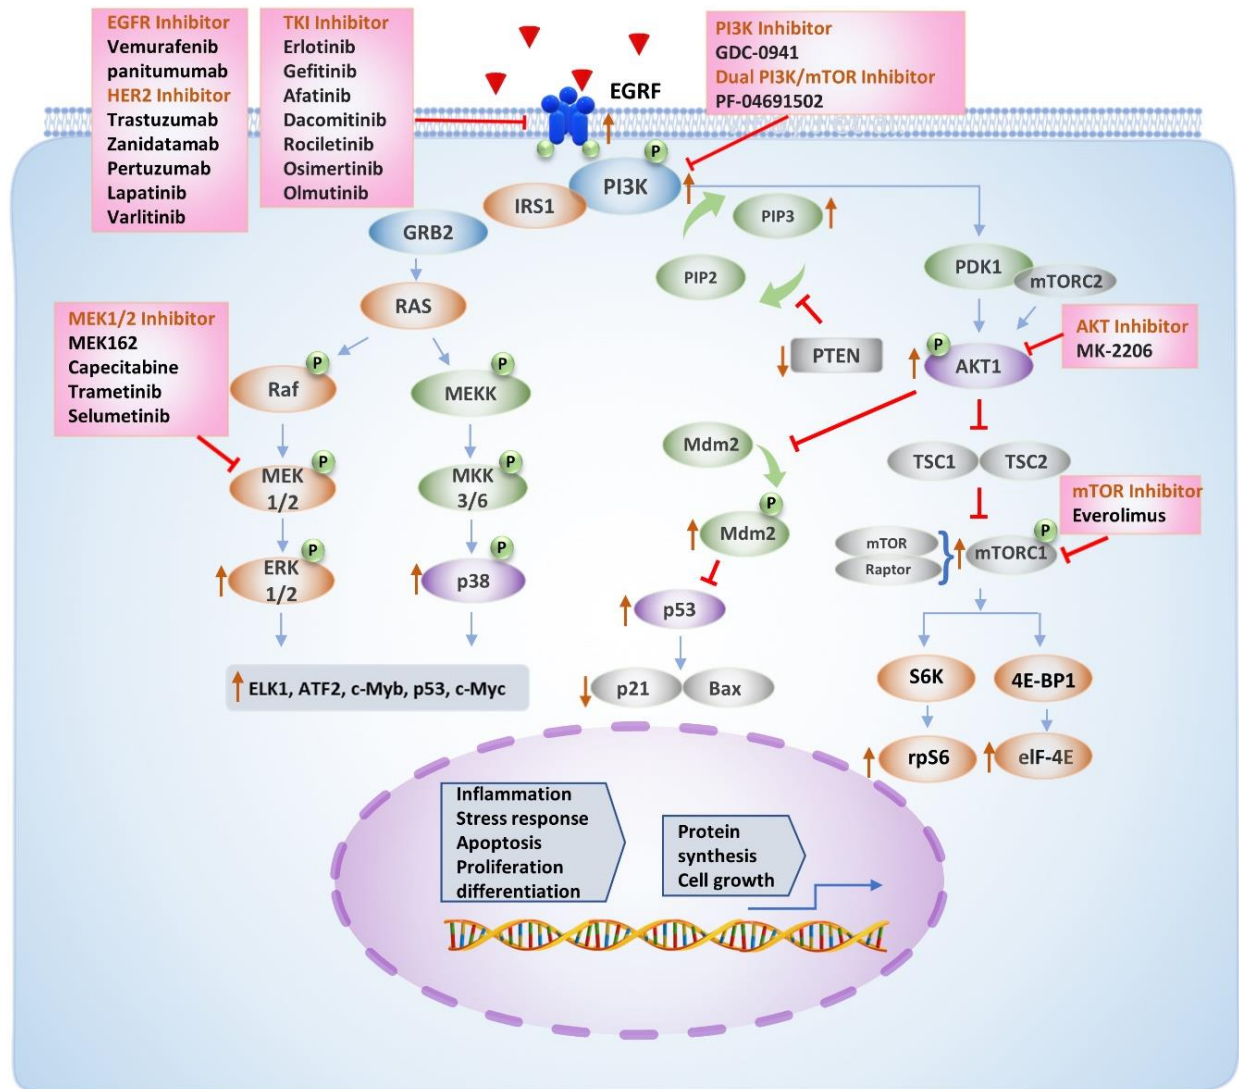 EGFR Inhibitor
Vemurafenib
panitumumab
HER2 Inhibitor
Trastuzumab
Zanidatamab
Pertuzumab
Lapatinib
Varlitinib
TKI Inhibitor
Erlotinib
Gefitinib
Afatinib
Dacomitinib
Rociletinib
Osimertinib
Olmutinib
EGRF
PI3K Inhibitor
GDC-0941
Dual PI3K/mTOR Inhibitor
PF-04691502
P
PI3K
IRS1
GRB2
RAS
PIP3
PIP2
PTEN
PDK1
mTORC2
AKT Inhibitor
MK-2206
P
AKT1
MEK1/2 Inhibitor
MEK162
Capecitabine
Trametinib
Selumetinib
P
Raf
P
MEKK
P
MEK
1/2
P
MKK
3/6
P
ERK
1/2
P
p38
ELK1, ATF2, c-Myb, p53, c-Myc
Mdm2
P
Mdm2
p53
p21
Bax
TSC1
TSC2
mTOR Inhibitor
Everolimus
mTOR
Raptor
P
mTORC1
S6K
4E-BP1
rpS6
eIF-4E
Inflammation
Stress response
Apoptosis
Proliferation
differentiation
Protein
synthesis
Cell growth